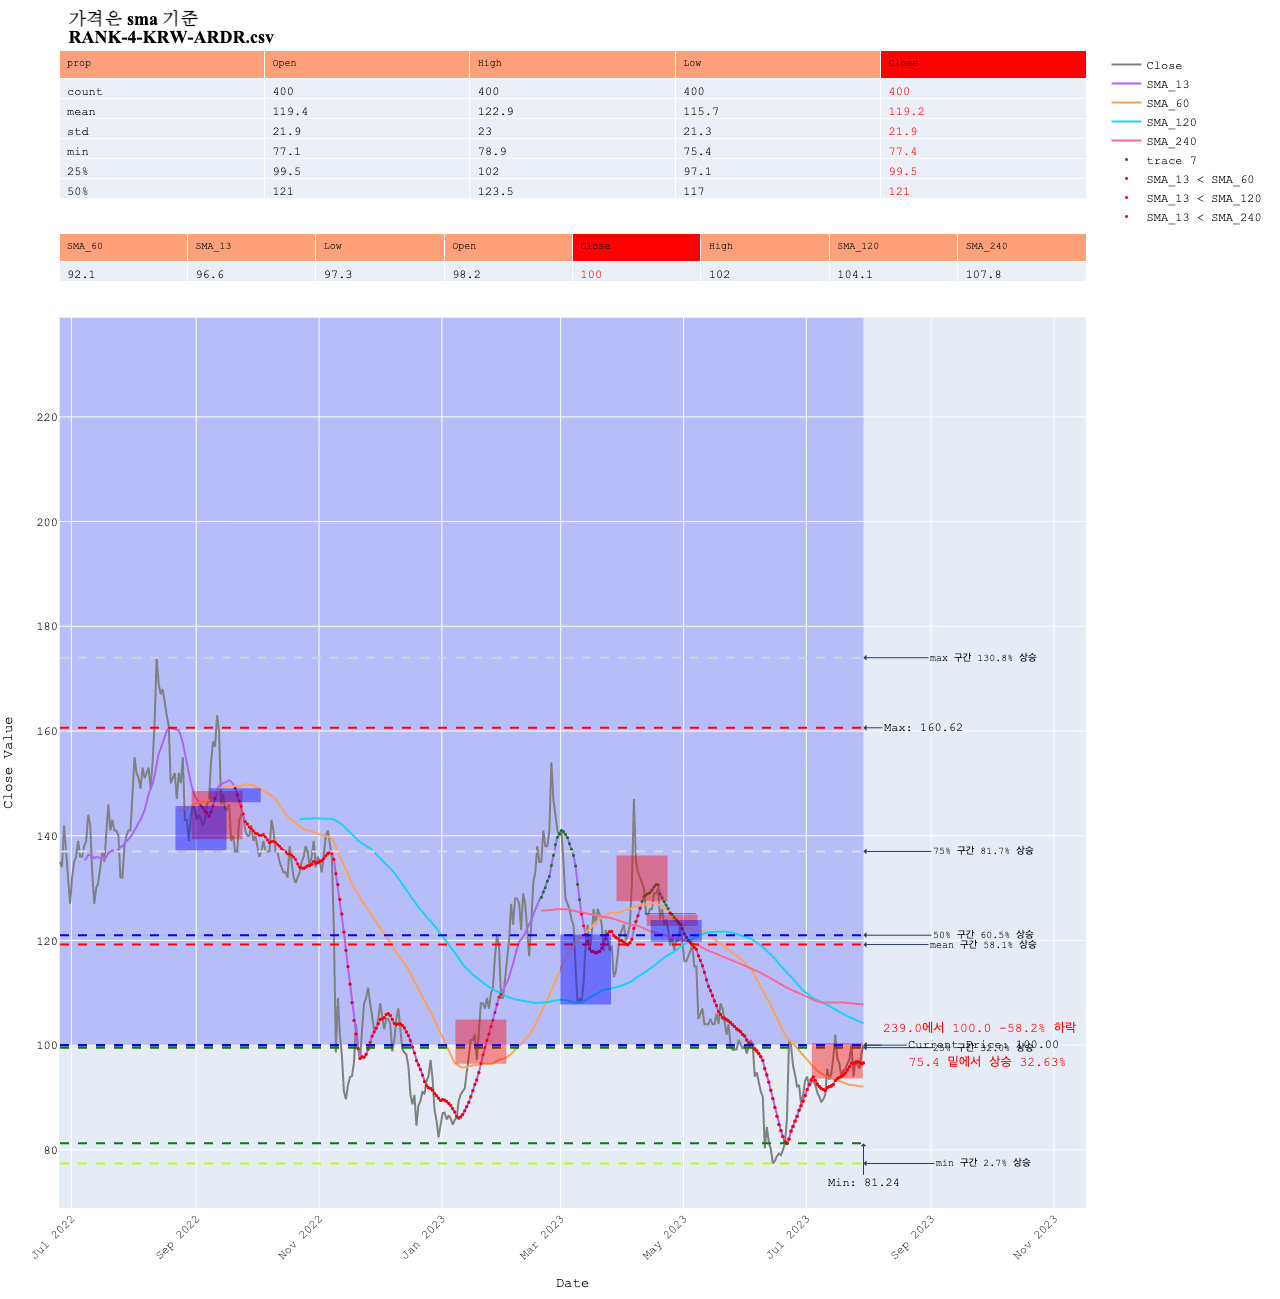 가격은 sma 기준
RANK-4-KRW-ARDR.csv
prop Open High Low Close
count 400 400 400 400
mean 119.4 122.9 115.7 119.2
std 21.9 23 21.3 21.9
min 77.1 78.9 75.4 77.4
25% 99.5 102 97.1 99.5
50% 121 123.5 117 121
SMA_60 SMA_13 Low Open Close High SMA_120 SMA_240
92.1 96.6 97.3 98.2 100 102 104.1 107.8
Close
SMA_13
SMA_60
SMA_120
SMA_240
trace 7
SMA_13 < SMA_60
SMA_13 < SMA_120
SMA_13 < SMA_240
Close Value
220
200
180
160
140
120
100
80
max 구간 130.8% 상승
Max: 160.62
75% 구간 81.7% 상승
50% 구간 60.5% 상승
mean 구간 58.1% 상승
239.0에서 100.0 -58.2% 하락
Current Price: 100.00
25% 구간 32.0% 상승
75.4 밑에서 상승 32.63%
min 구간 2.7% 상승
Min: 81.24
Jul 2022
Sep 2022
Nov 2022
Jan 2023
Mar 2023
May 2023
Jul 2023
Sep 2023
Nov 2023
Date